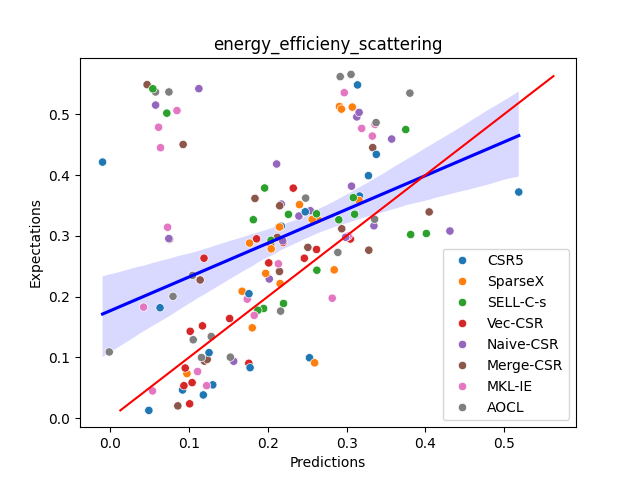 energy_efficieny_scattering
Expectations
0.5
0.4
0.3
0.2
0.1
0.0
CSR5
SparseX
SELL-C-s
Vec-CSR
Naive-CSR
Merge-CSR
MKL-IE
AOCL
0.0 0.1 0.2 0.3 0.4 0.5
Predictions